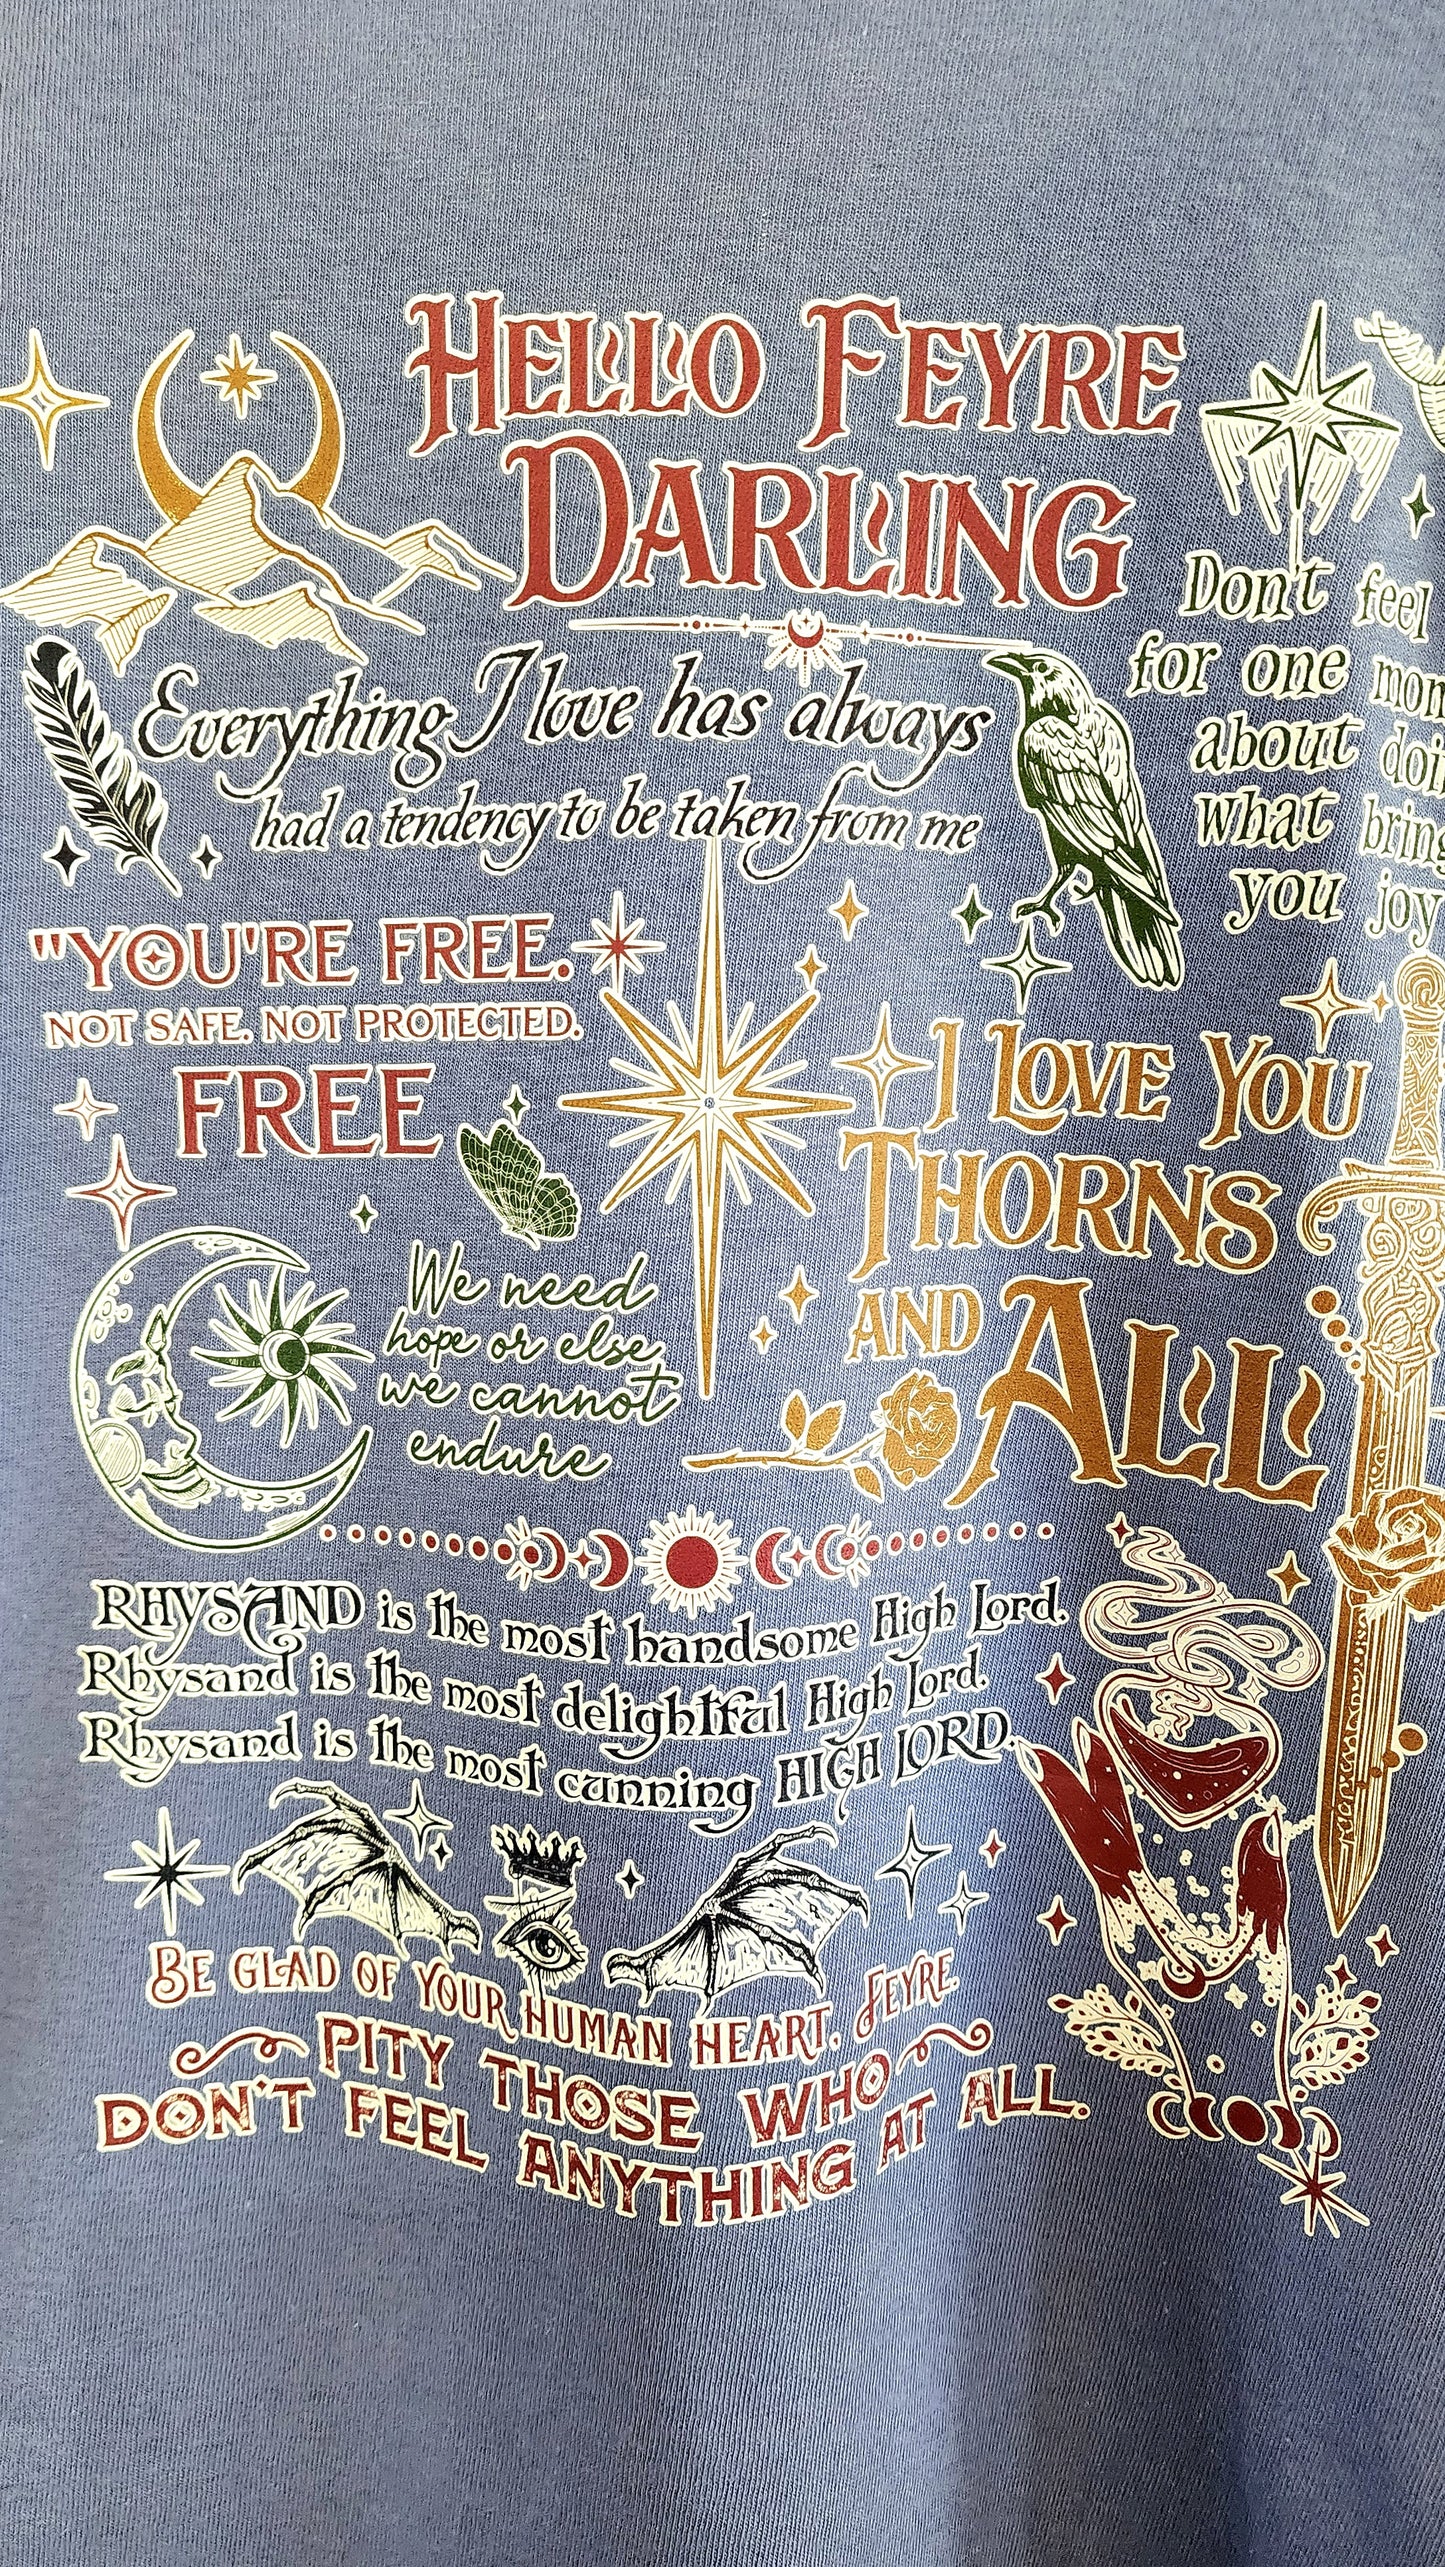 HELLO FEYRE
DARLING
Everything I love has always
had a tendency to be taken from me
Don't feel
for one
about
what
you joy
"YOU'RE FREE.
NOT SAFE. NOT PROTECTED.
FREE
I LOVE YOU
THORNS
AND ALL
We need
hope or else
we cannot
endure
RHYSAND is the most handsome High Lord.
Rhysand is the most delightful High Lord.
Rhysand is the most cunning HIGH LORD.
BE GLAD OF YOUR HUMAN HEART, FEYRE.
PITY THOSE WHO
DON'T FEEL ANYTHING AT ALL.